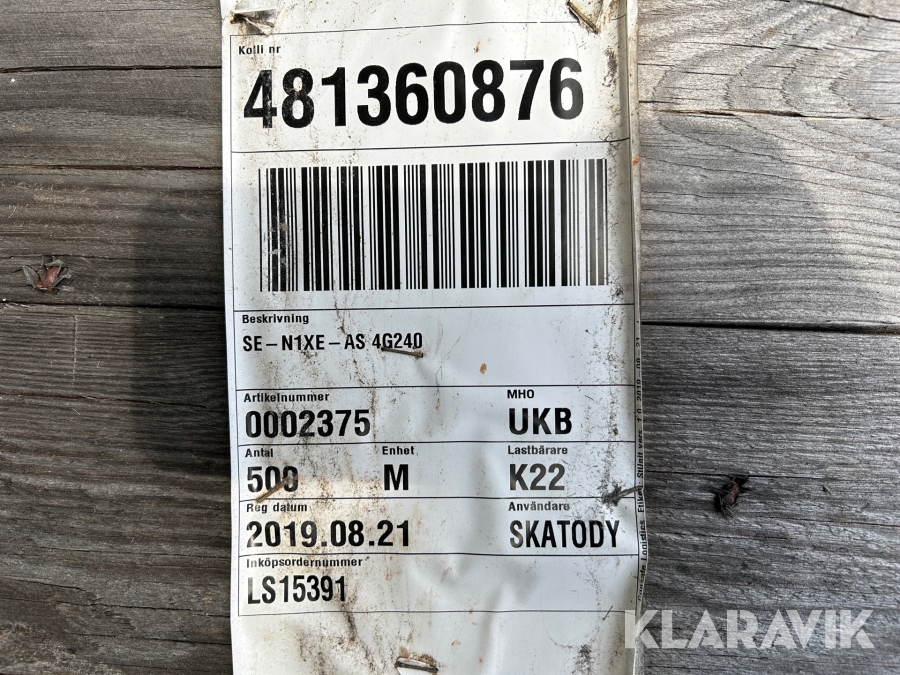 Kolli nr
481360876
Beskrivning
SE-N1XE-AS 4G240
Artikelnummer MHO
0002375 UKB
Antal Enhet Lastbärare
500 M K22
Reg datum Användare
2019.08.21 SKATODY
Inköpsordernummer
LS15391
KLARAVIK